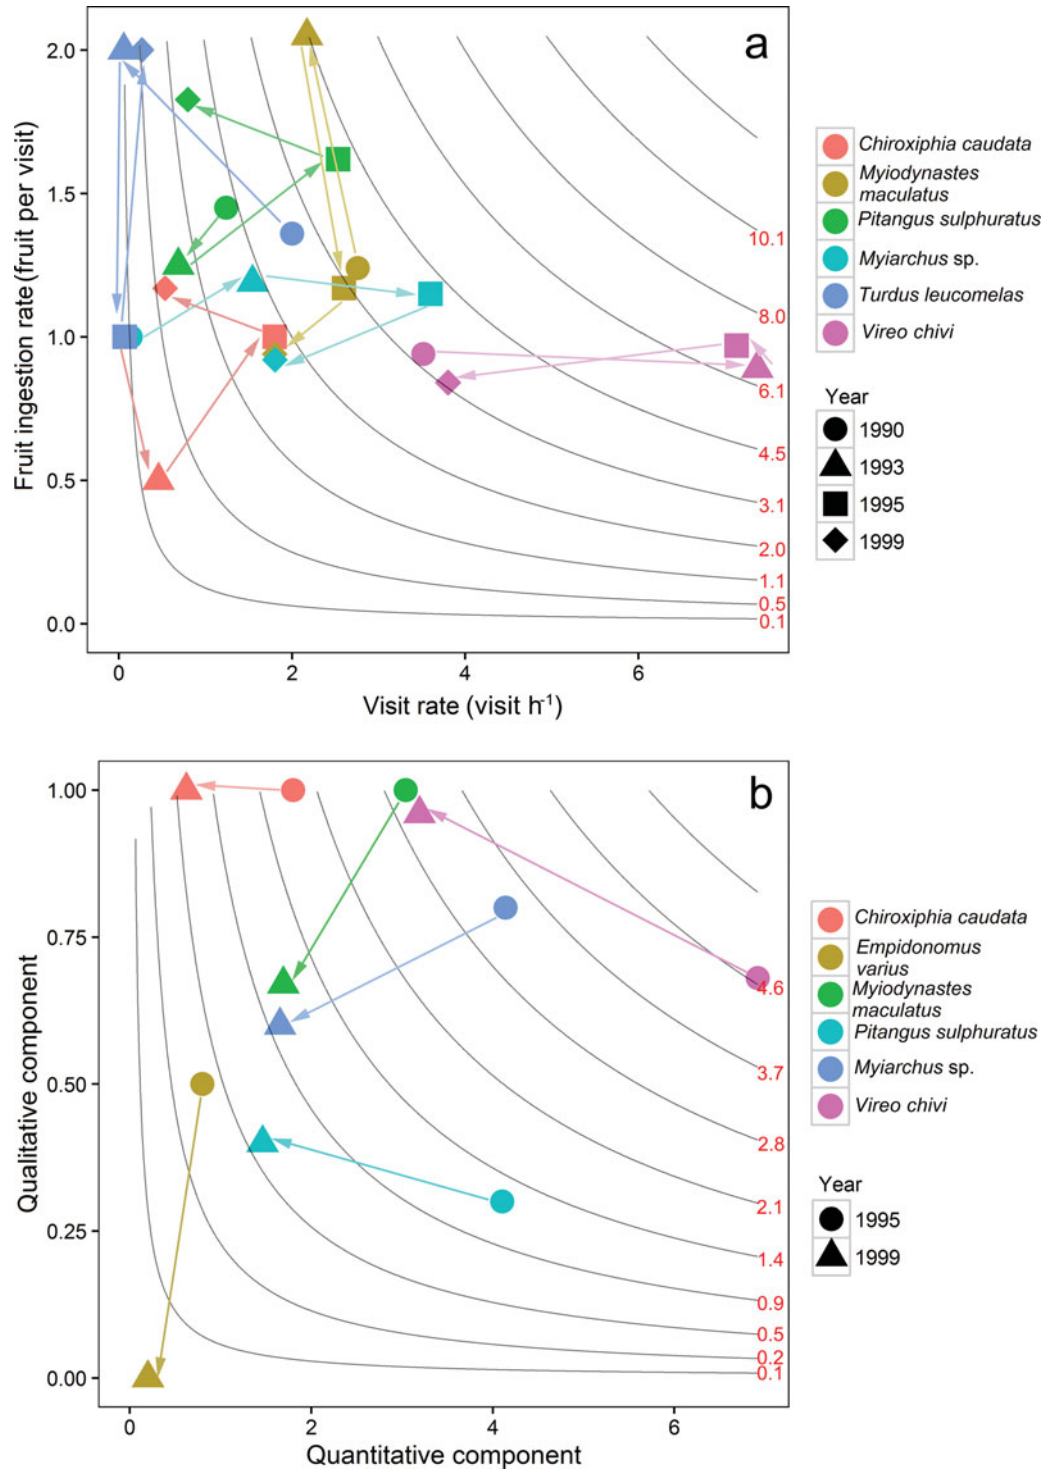 a
Fruit ingestion rate (fruit per visit)
2.0
1.5
1.0
0.5
0.0
10.1
8.0
6.1
4.5
3.1
2.0
1.1
0.5
0.1
0
2
4
6
Visit rate (visit h⁻¹)
Chiroxiphia caudata
Myiodynastes
maculatus
Pitangus sulphuratus
Myiarchus sp.
Turdus leucomelas
Vireo chivi
Year
1990
1993
1995
1999
b
Qualitative component
1.00
0.75
0.50
0.25
0.00
4.6
3.7
2.8
2.1
1.4
0.9
0.5
0.2
0.1
0
2
4
6
Quantitative component
Chiroxiphia caudata
Empidonomus
varius
Myiodynastes
maculatus
Pitangus sulphuratus
Myiarchus sp.
Vireo chivi
Year
1995
1999